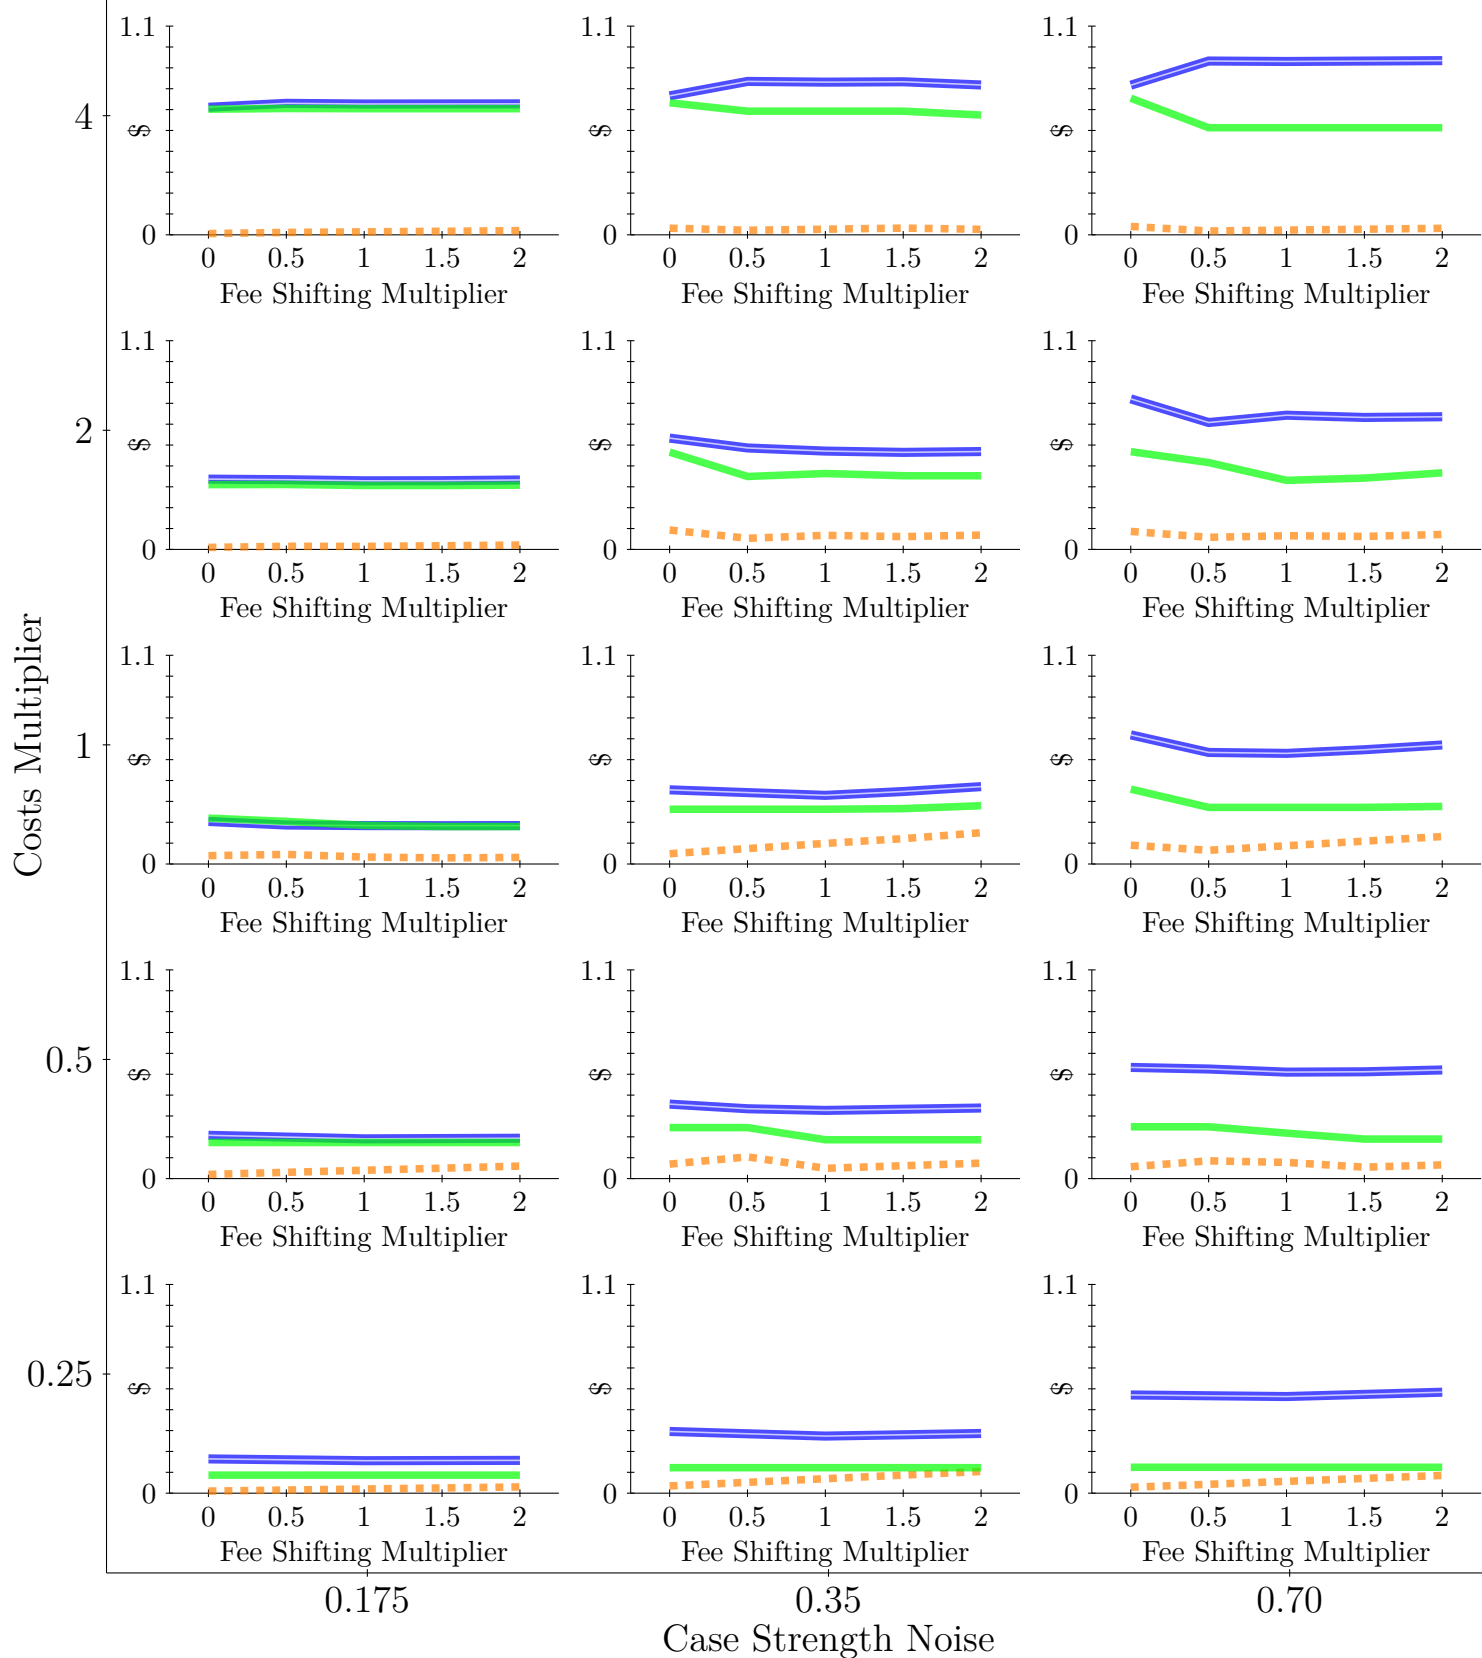 1.1 1.1 1.1
4 $ $ $
0 0 0
0 0.5 1 1.5 2 0 0.5 1 1.5 2 0 0.5 1 1.5 2
Fee Shifting Multiplier Fee Shifting Multiplier Fee Shifting Multiplier
1.1 1.1 1.1
2 $ $ $
0 0 0
0 0.5 1 1.5 2 0 0.5 1 1.5 2 0 0.5 1 1.5 2
Fee Shifting Multiplier Fee Shifting Multiplier Fee Shifting Multiplier
Costs Multiplier
1.1 1.1 1.1
1 $ $ $
0 0 0
0 0.5 1 1.5 2 0 0.5 1 1.5 2 0 0.5 1 1.5 2
Fee Shifting Multiplier Fee Shifting Multiplier Fee Shifting Multiplier
1.1 1.1 1.1
0.5 $ $ $
0 0 0
0 0.5 1 1.5 2 0 0.5 1 1.5 2 0 0.5 1 1.5 2
Fee Shifting Multiplier Fee Shifting Multiplier Fee Shifting Multiplier
1.1 1.1 1.1
0.25 $ $ $
0 0 0
0 0.5 1 1.5 2 0 0.5 1 1.5 2 0 0.5 1 1.5 2
Fee Shifting Multiplier Fee Shifting Multiplier Fee Shifting Multiplier
0.175 0.35 0.70
Case Strength Noise